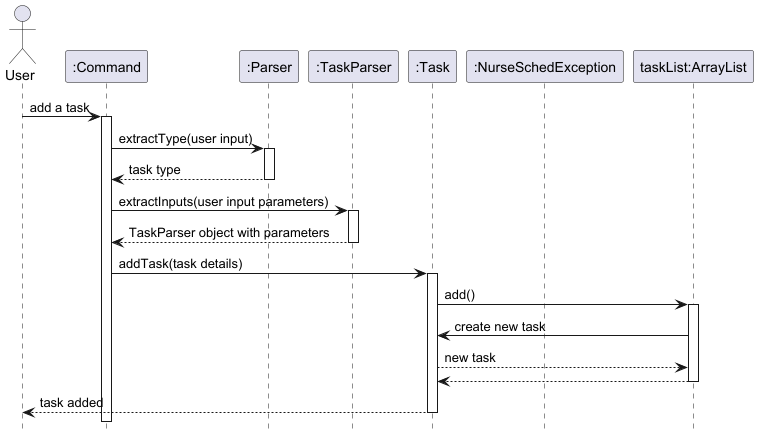 User
:Command
:Parser
:TaskParser
:Task
:NurseSchedException
taskList:ArrayList
add a task
extractType(user input)
task type
extractInputs(user input parameters)
TaskParser object with parameters
addTask(task details)
add()
create new task
new task
task added